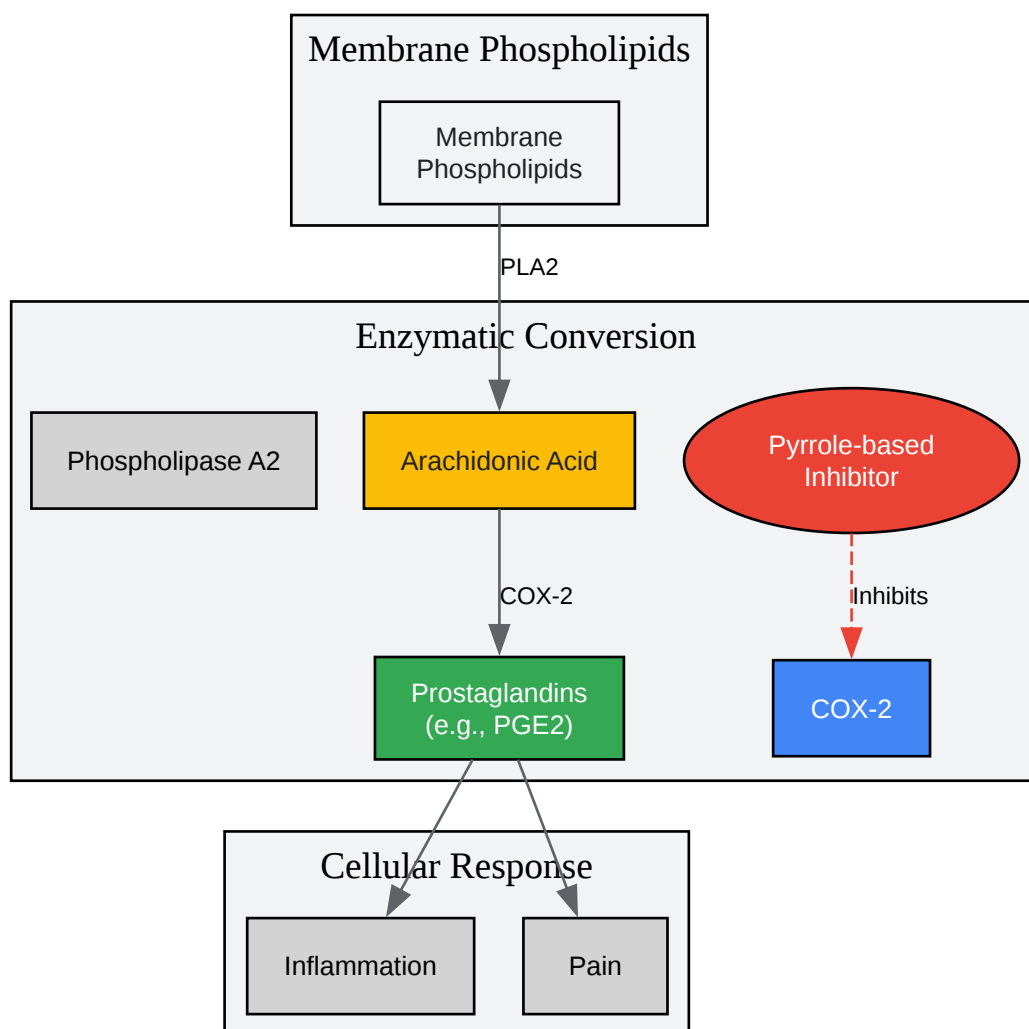 Membrane Phospholipids
Membrane
Phospholipids
PLA2
Enzymatic Conversion
Phospholipase A2
Arachidonic Acid
Pyrrole-based
Inhibitor
COX-2
Inhibits
Prostaglandins
(e.g., PGE2)
COX-2
Cellular Response
Inflammation
Pain